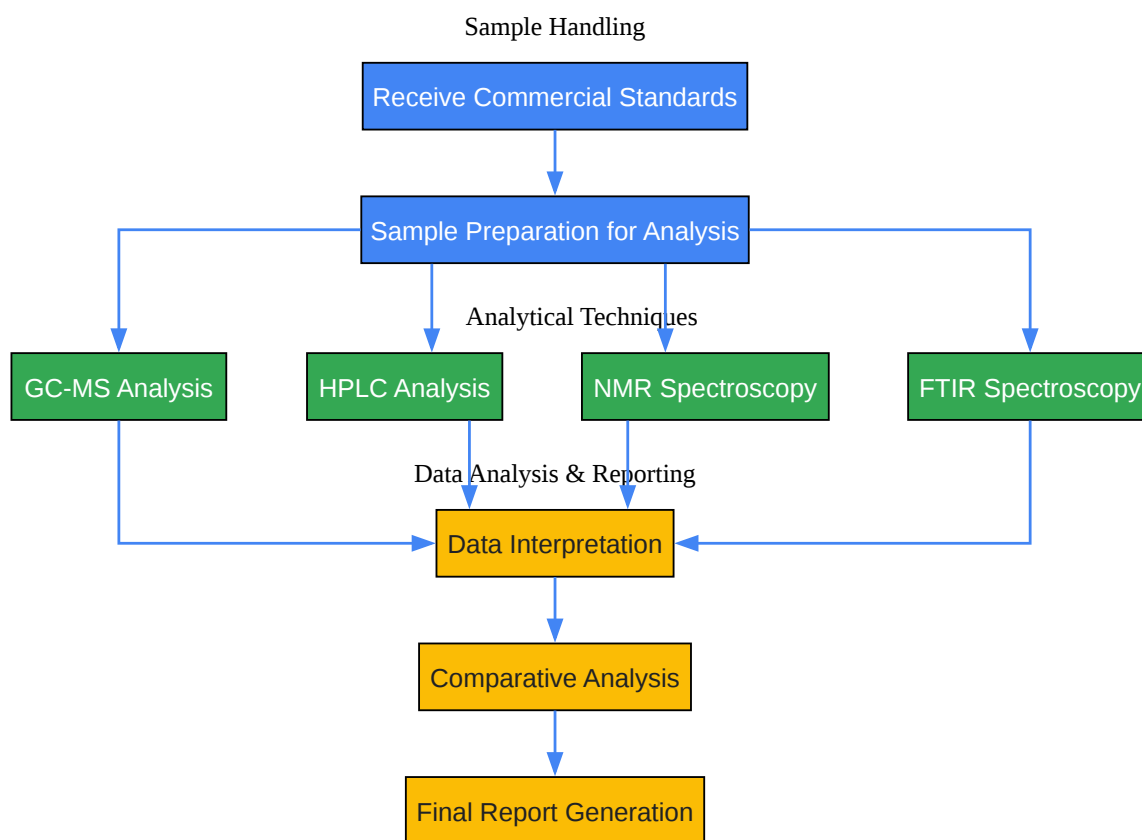 Sample Handling
Receive Commercial Standards
Sample Preparation for Analysis
Analytical Techniques
GC-MS Analysis
HPLC Analysis
NMR Spectroscopy
FTIR Spectroscopy
Data Analysis & Reporting
Data Interpretation
Comparative Analysis
Final Report Generation